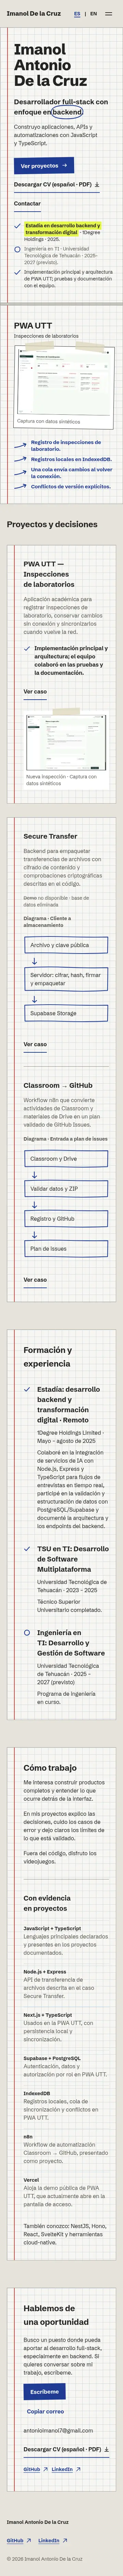 Imanol De la Cruz
ES | EN
Imanol
Antonio
De la Cruz
Desarrollador full-stack con
enfoque en backend.
Construyo aplicaciones, APIs y
automatizaciones con JavaScript
y TypeScript.
Ver proyectos →
Descargar CV (español · PDF)
Contactar
Estadía en desarrollo backend y
transformación digital · 10egree
Holdings · 2025.
Ingeniería en TI · Universidad
Tecnológica de Tehuacán · 2025-
2027 (previsto).
Implementación principal y arquitectura
de PWA UTT; pruebas y documentación
con el equipo.
PWA UTT
Inspecciones de laboratorios
Captura con datos sintéticos
Registro de inspecciones de
laboratorio.
Registros locales en IndexedDB.
Una cola envía cambios al volver
la conexión.
Conflictos de versión explícitos.
Proyectos y decisiones
PWA UTT —
Inspecciones
de laboratorios
Aplicación académica para
registrar inspecciones de
laboratorio, conservar cambios
sin conexión y sincronizarlos
cuando vuelve la red.
Implementación principal y
arquitectura; el equipo
colaboró en las pruebas y
la documentación.
Ver caso
Nueva inspección · Captura con
datos sintéticos
Secure Transfer
Backend para empaquetar
transferencias de archivos con
cifrado de contenido y
comprobaciones criptográficas
descritas en el código.
Demo no disponible · base de
datos eliminada
Diagrama · Cliente a
almacenamiento
Archivo y clave pública
Servidor: cifrar, hash, firmar
y empaquetar
Supabase Storage
Ver caso
Classroom → GitHub
Workflow n8n que convierte
actividades de Classroom y
materiales de Drive en un plan
validado de GitHub Issues.
Diagrama · Entrada a plan de issues
Classroom y Drive
Validar datos y ZIP
Registro y GitHub
Plan de Issues
Ver caso
Formación y
experiencia
Estadía: desarrollo
backend y
transformación
digital · Remoto
10egree Holdings Limited ·
Mayo – agosto de 2025
Colaboré en la integración
de servicios de IA con
Node.js, Express y
TypeScript para flujos de
entrevistas en tiempo real,
participé en la validación y
estructuración de datos con
PostgreSQL/Supabase y
documenté la arquitectura y
los endpoints del backend.
TSU en TI: Desarrollo
de Software
Multiplataforma
Universidad Tecnológica de
Tehuacán · 2023 – 2025
Técnico Superior
Universitario completado.
Ingeniería en
TI: Desarrollo y
Gestión de Software
Universidad Tecnológica
de Tehuacán · 2025 –
2027 (previsto)
Programa de ingeniería
en curso.
Cómo trabajo
Me interesa construir productos
completos y entender lo que
ocurre detrás de la interfaz.
En mis proyectos explico las
decisiones, cuido los casos de
error y dejo claros los límites de
lo que está validado.
Fuera del código, disfruto los
videojuegos.
Con evidencia
en proyectos
JavaScript + TypeScript
Lenguajes principales declarados
y presentes en los proyectos
documentados.
Node.js + Express
API de transferencia de
archivos descrita en el caso
Secure Transfer.
Next.js + TypeScript
Usados en la PWA UTT, con
persistencia local y
sincronización.
Supabase + PostgreSQL
Autenticación, datos y
autorización por rol en PWA UTT.
IndexedDB
Registros locales, cola de
sincronización y conflictos en
PWA UTT.
n8n
Workflow de automatización
Classroom → GitHub, presentado
como proyecto.
Vercel
Aloja la demo pública de PWA
UTT, que actualmente abre en la
pantalla de acceso.
También conozco: NestJS, Hono,
React, SvelteKit y herramientas
cloud-native.
Hablemos de
una oportunidad
Busco un puesto donde pueda
aportar al desarrollo full-stack,
especialmente en backend. Si
quieres conversar sobre mi
trabajo, escríbeme.
Escríbeme
Copiar correo
antonioimanol7@gmail.com
Descargar CV (español · PDF)
GitHub ↗ LinkedIn ↗
Imanol Antonio De la Cruz
GitHub ↗ LinkedIn ↗
© 2026 Imanol Antonio De la Cruz